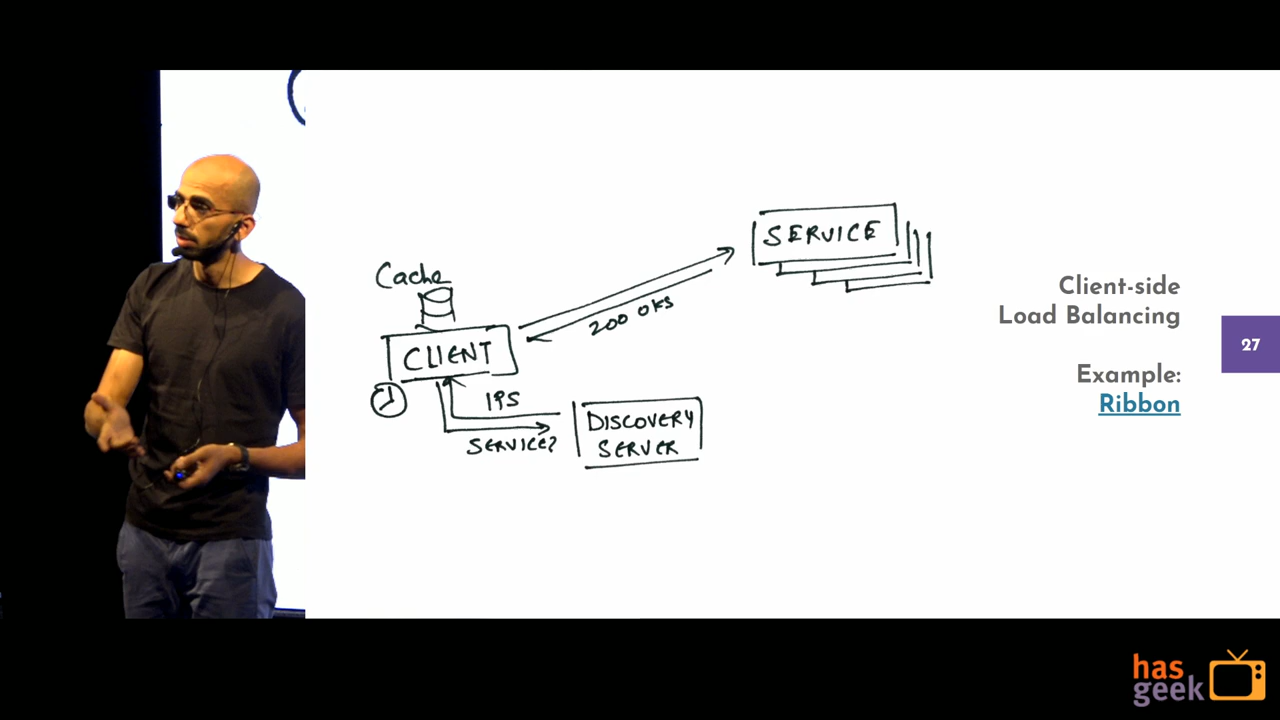 Cache
CLIENT
200 OKS
SERVICE
IPS
SERVICE?
DISCOVERY
SERVER
Client-side
Load Balancing
Example:
Ribbon
27
has
geek